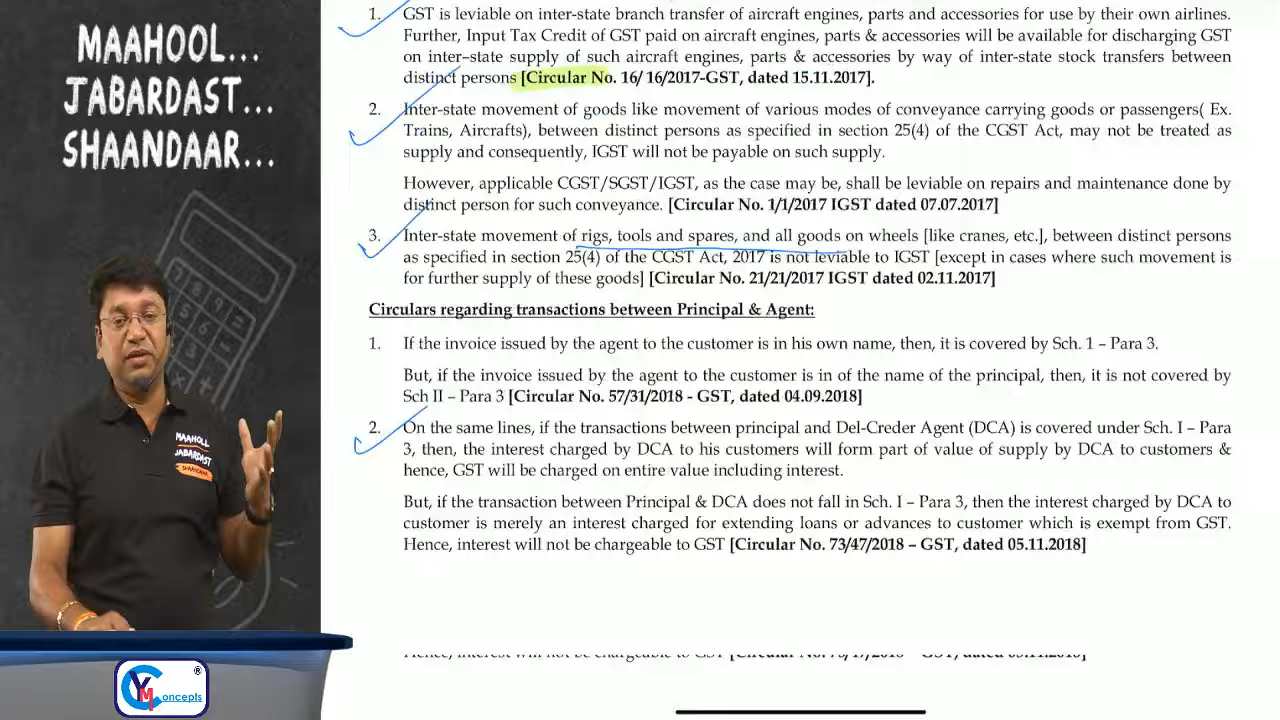 MAAHOOL...
JABARDAST...
SHAANDAAR...
MAAHOLL
JABARDAST
SHAANDAAR
CYM Concepts
®
1. GST is leviable on inter-state branch transfer of aircraft engines, parts and accessories for use by their own airlines.
Further, Input Tax Credit of GST paid on aircraft engines, parts & accessories will be available for discharging GST
on inter–state supply of such aircraft engines, parts & accessories by way of inter-state stock transfers between
distinct persons [Circular No. 16/ 16/2017-GST, dated 15.11.2017].
2. Inter-state movement of goods like movement of various modes of conveyance carrying goods or passengers( Ex.
Trains, Aircrafts), between distinct persons as specified in section 25(4) of the CGST Act, may not be treated as
supply and consequently, IGST will not be payable on such supply.
However, applicable CGST/SGST/IGST, as the case may be, shall be leviable on repairs and maintenance done by
distinct person for such conveyance. [Circular No. 1/1/2017 IGST dated 07.07.2017]
3. Inter-state movement of rigs, tools and spares, and all goods on wheels [like cranes, etc.], between distinct persons
as specified in section 25(4) of the CGST Act, 2017 is not leviable to IGST [except in cases where such movement is
for further supply of these goods] [Circular No. 21/21/2017 IGST dated 02.11.2017]
Circulars regarding transactions between Principal & Agent:
1. If the invoice issued by the agent to the customer is in his own name, then, it is covered by Sch. 1 – Para 3.
But, if the invoice issued by the agent to the customer is in of the name of the principal, then, it is not covered by
Sch II – Para 3 [Circular No. 57/31/2018 - GST, dated 04.09.2018]
2. On the same lines, if the transactions between principal and Del-Creder Agent (DCA) is covered under Sch. I – Para
3, then, the interest charged by DCA to his customers will form part of value of supply by DCA to customers &
hence, GST will be charged on entire value including interest.
But, if the transaction between Principal & DCA does not fall in Sch. I – Para 3, then the interest charged by DCA to
customer is merely an interest charged for extending loans or advances to customer which is exempt from GST.
Hence, interest will not be chargeable to GST [Circular No. 73/47/2018 – GST, dated 05.11.2018]